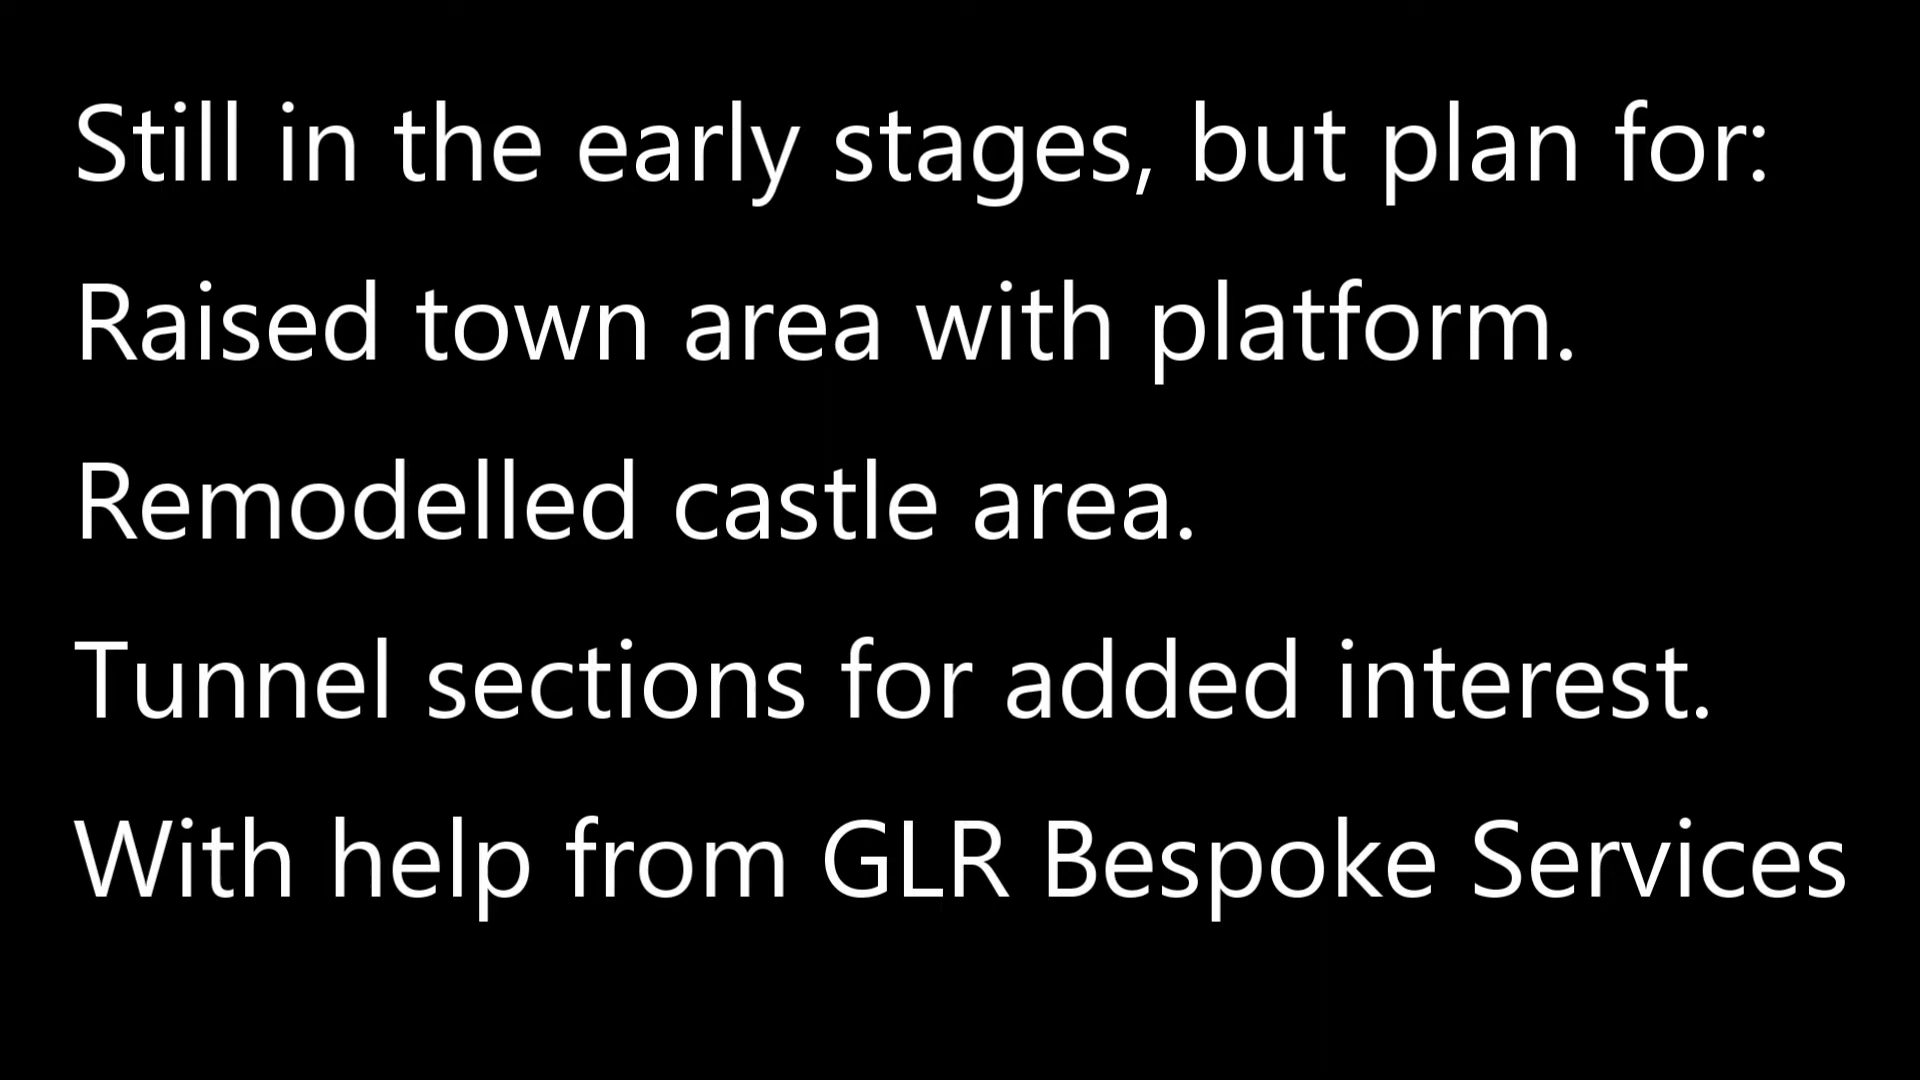 Still in the early stages, but plan for:
Raised town area with platform.
Remodelled castle area.
Tunnel sections for added interest.
With help from GLR Bespoke Services